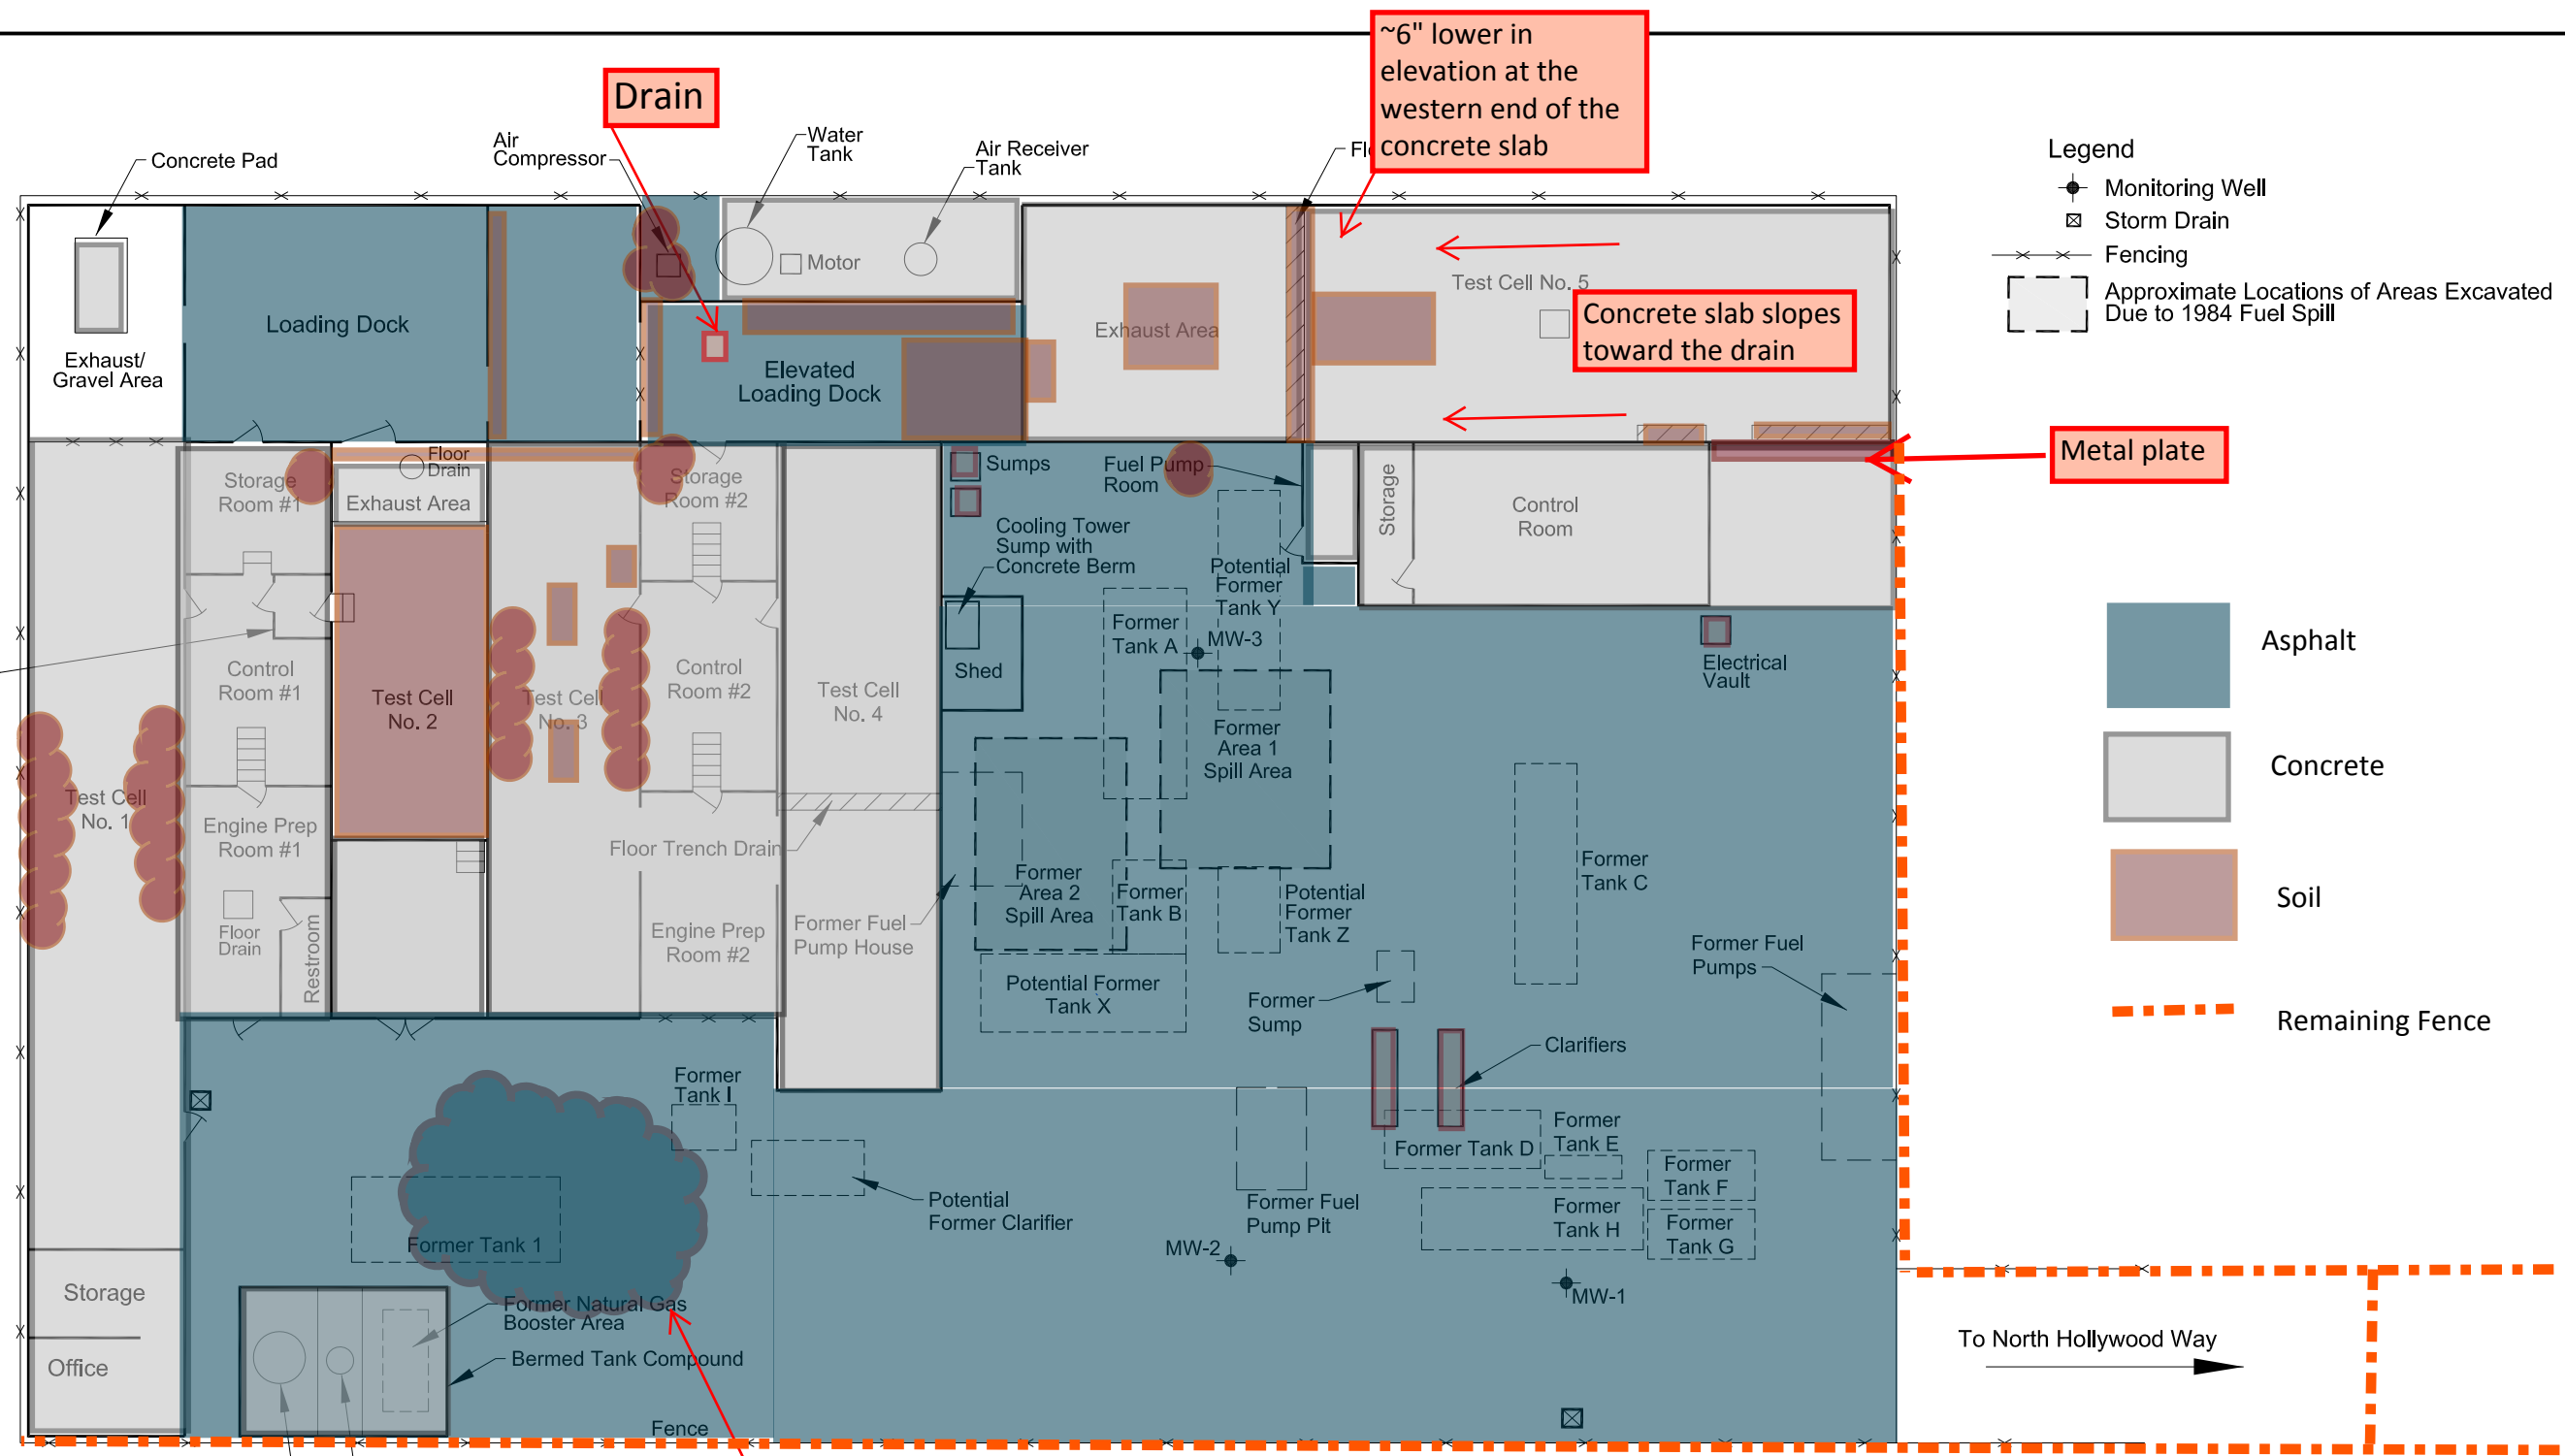 ~6" lower in
elevation at the
western end of the
concrete slab
Drain
Concrete Pad
Air
Compressor
Water
Tank
Air Receiver
Tank
Legend
Monitoring Well
Storm Drain
Fencing
Approximate Locations of Areas Excavated
Due to 1984 Fuel Spill
Motor
Test Cell No. 5
Concrete slab slopes
toward the drain
Loading Dock
Exhaust Area
Exhaust/
Gravel Area
Elevated
Loading Dock
Metal plate
Floor
Drain
Storage
Room #1
Exhaust Area
Storage
Room #2
Sumps
Fuel Pump
Room
Storage
Control
Room
Cooling Tower
Sump with
Concrete Berm
Potential
Former
Tank Y
Former
Tank A
MW-3
Shed
Electrical
Vault
Asphalt
Control
Room #1
Test Cell
No. 2
Test Cell
No. 3
Control
Room #2
Test Cell
No. 4
Former
Area 1
Spill Area
Concrete
Test Cell
No. 1
Engine Prep
Room #1
Floor Trench Drain
Former
Area 2
Spill Area
Former
Tank B
Potential
Former
Tank Z
Former
Tank C
Soil
Floor
Drain
Restroom
Engine Prep
Room #2
Former Fuel
Pump House
Former Fuel
Pumps
Potential Former
Tank X
Former
Sump
Remaining Fence
Clarifiers
Former
Tank I
Former Tank D
Former
Tank E
Former
Tank F
Former Tank 1
Potential
Former Clarifier
Former Fuel
Pump Pit
Former
Tank H
Former
Tank G
MW-2
MW-1
Storage
Former Natural Gas
Booster Area
Office
Bermed Tank Compound
To North Hollywood Way
Fence